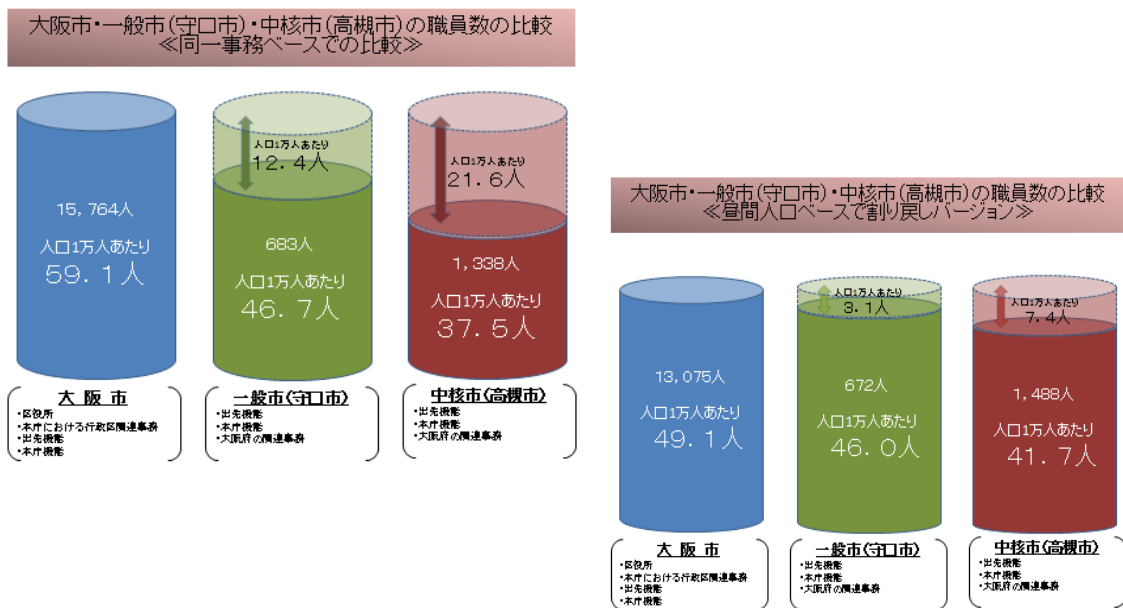 大阪市・一般市(守口市)・中核市(高槻市)の職員数の比較
≪同一事務ベースでの比較≫
15,764人
人口1万人あたり
59.1人
人口1万人あたり
12.4人
683人
人口1万人あたり
46.7人
人口1万人あたり
21.6人
1,338人
人口1万人あたり
37.5人
大阪市
・区役所
・本庁における行政区関連事務
・出先機能
・本庁機能
一般市(守口市)
・出先機能
・本庁機能
・大阪府の関連事務
中核市(高槻市)
・出先機能
・本庁機能
・大阪府の関連事務
大阪市・一般市(守口市)・中核市(高槻市)の職員数の比較
≪昼間人口ベースで割り戻しバージョン≫
13,075人
人口1万人あたり
49.1人
人口1万人あたり
3.1人
672人
人口1万人あたり
46.0人
人口1万人あたり
7.4人
1,488人
人口1万人あたり
41.7人
大阪市
・区役所
・本庁における行政区関連事務
・出先機能
・本庁機能
一般市(守口市)
・出先機能
・本庁機能
・大阪府の関連事務
中核市(高槻市)
・出先機能
・本庁機能
・大阪府の関連事務